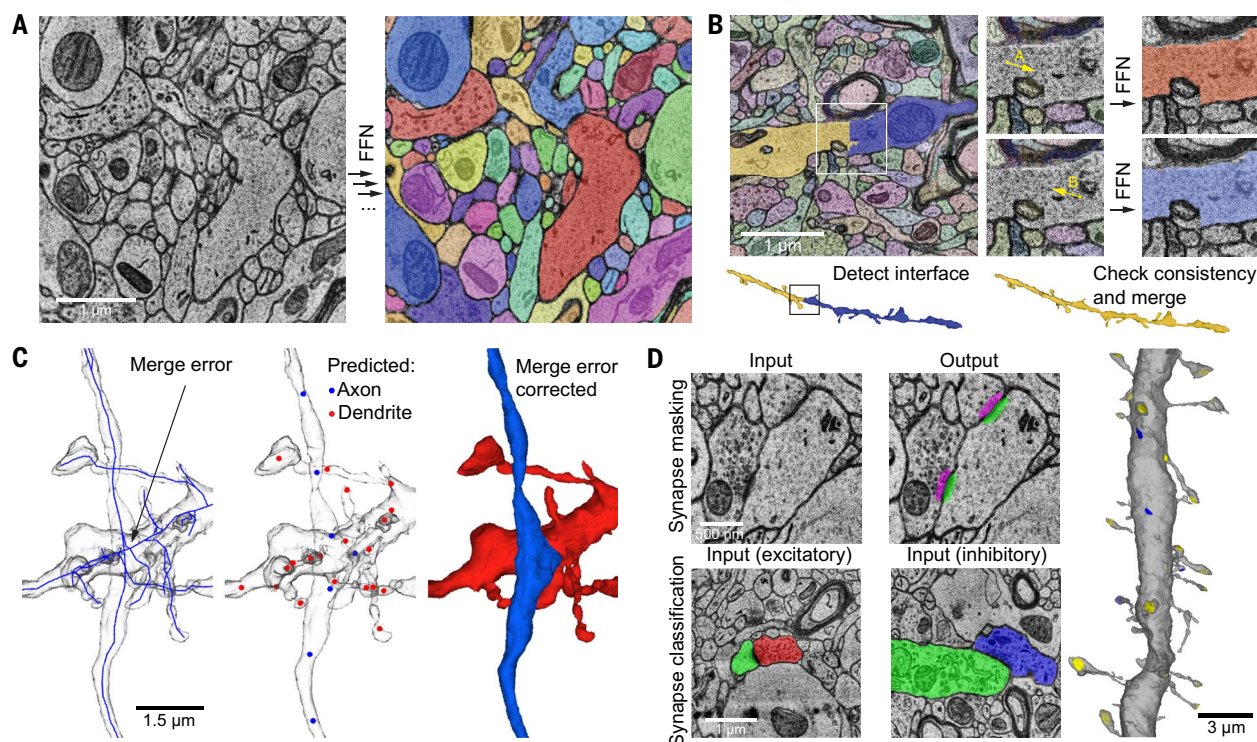 A
1 µm
FFN
...
B
1 µm
A
FFN
B
FFN
Detect interface
Check consistency
and merge
C
Merge error
Predicted:
Axon
Dendrite
Merge error
corrected
1.5 µm
D
Input
Output
Synapse masking
500 nm
Input (excitatory)
Input (inhibitory)
Synapse classification
1 µm
3 µm